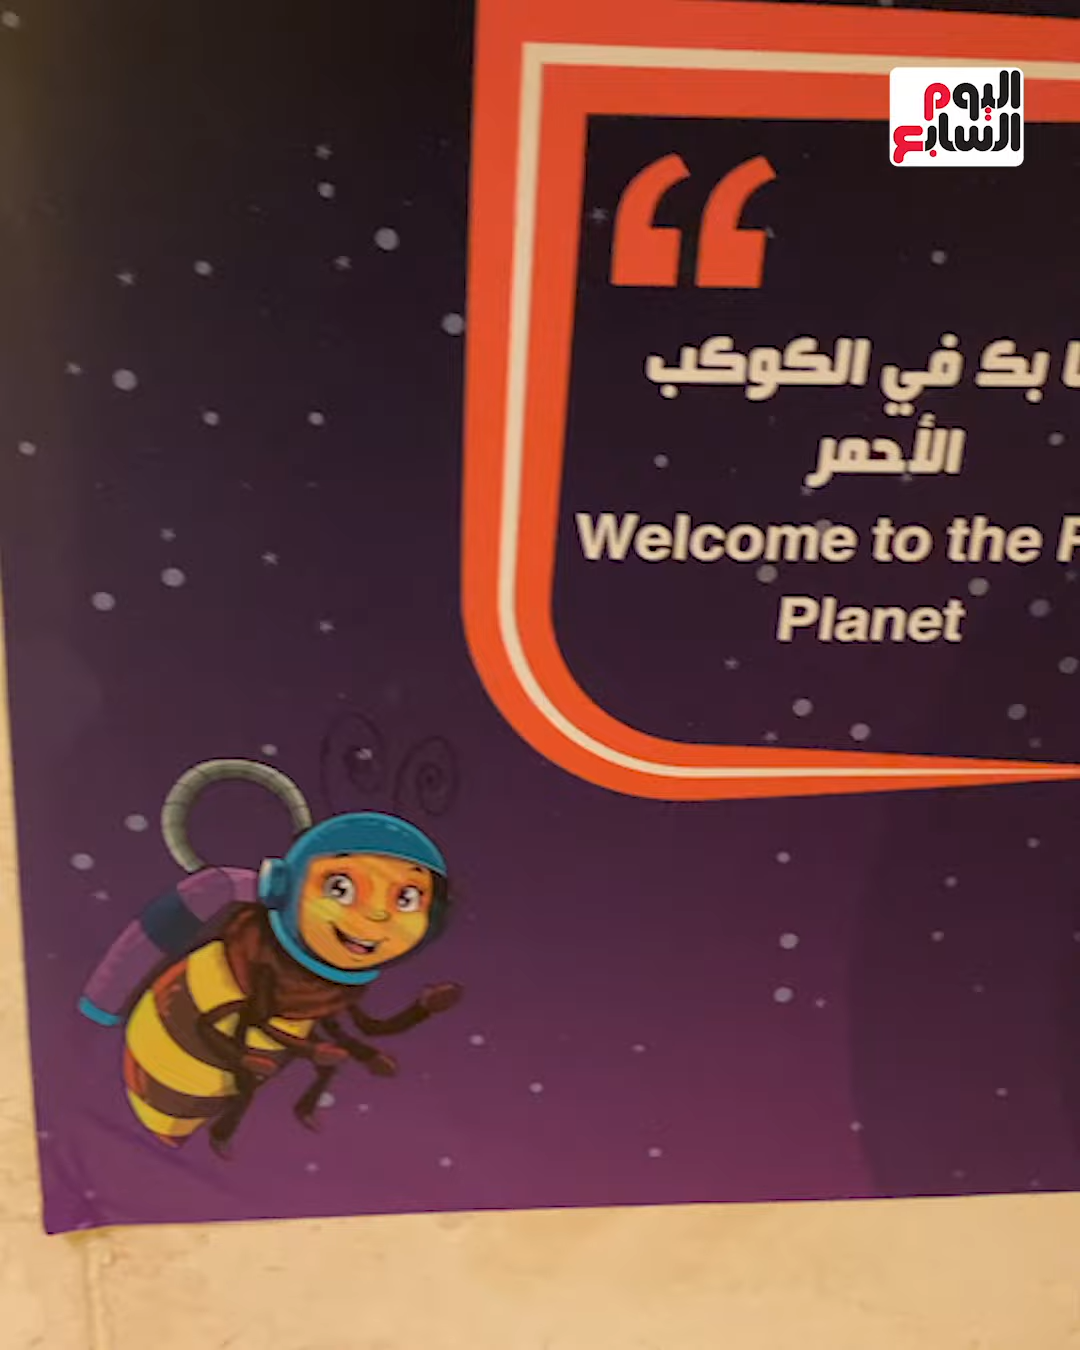 اليوم
السابع
بك في الكوكب
الأحمر
Welcome to the
Planet